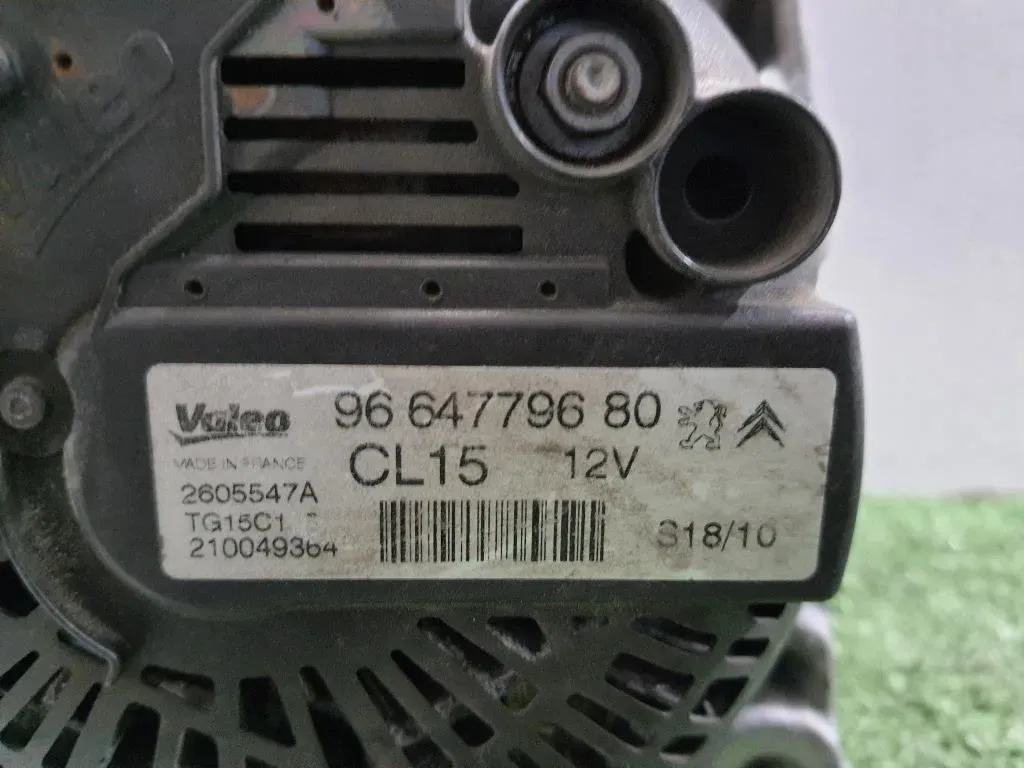 Valeo 96 647796 80
MADE IN FRANCE CL15 12V
2605547A
TG15C1
210049364 S18/10